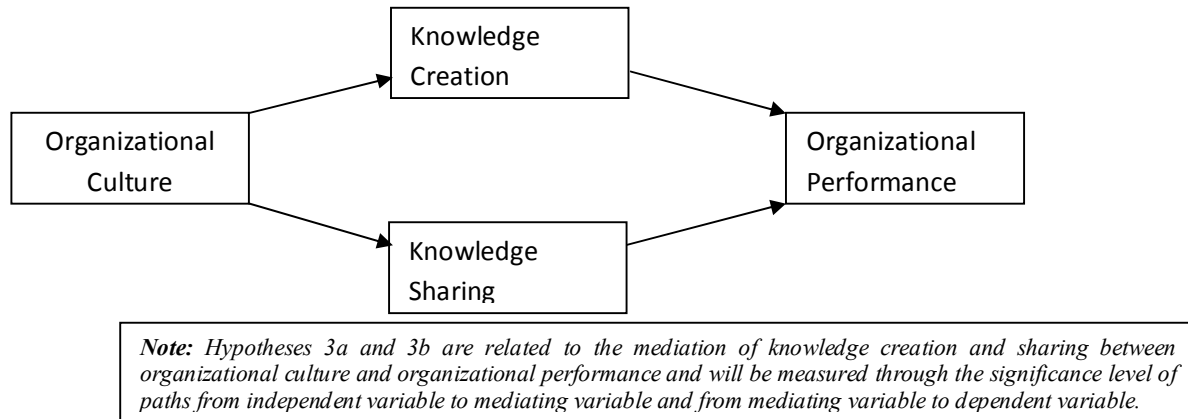 Knowledge
Creation
Organizational
Culture
Organizational
Performance
Knowledge
Sharing
Note: Hypotheses 3a and 3b are related to the mediation of knowledge creation and sharing between
organizational culture and organizational performance and will be measured through the significance level of
paths from independent variable to mediating variable and from mediating variable to dependent variable.